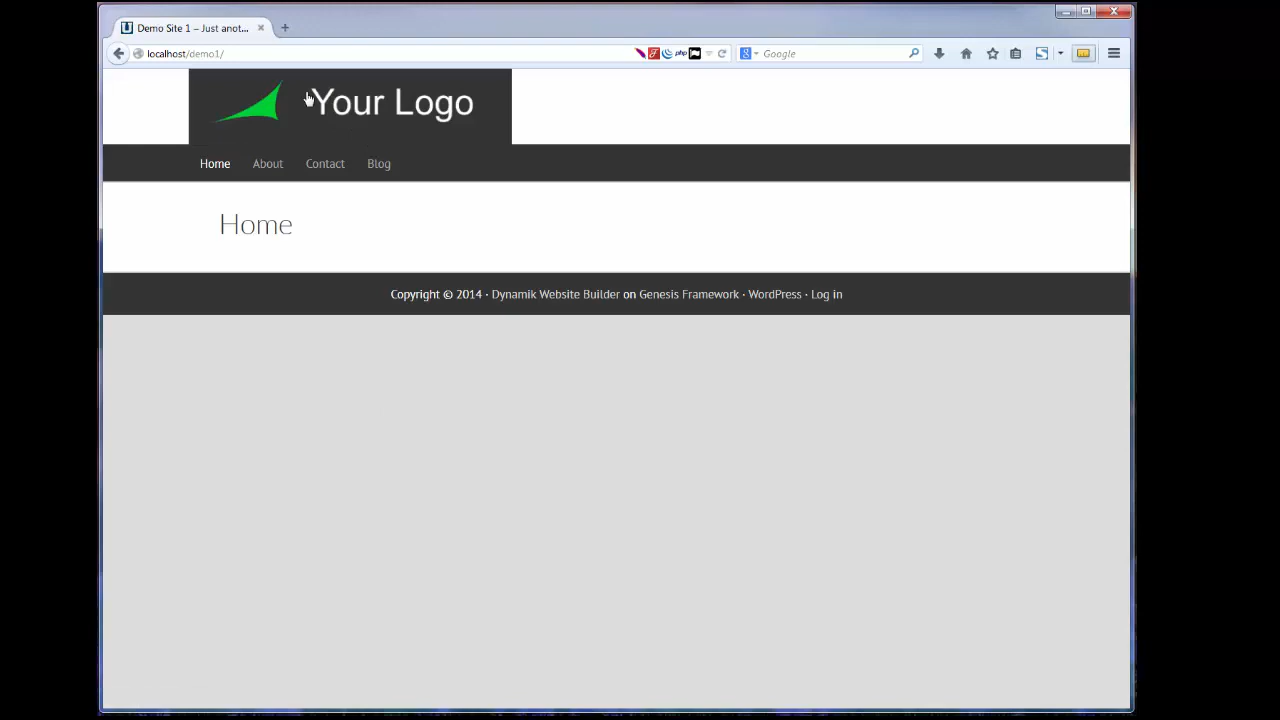 Demo Site 1 – Just anot...
localhost/demo1/
php
Google
Your Logo
Home
About
Contact
Blog
Home
Copyright © 2014 · Dynamik Website Builder on Genesis Framework · WordPress · Log in